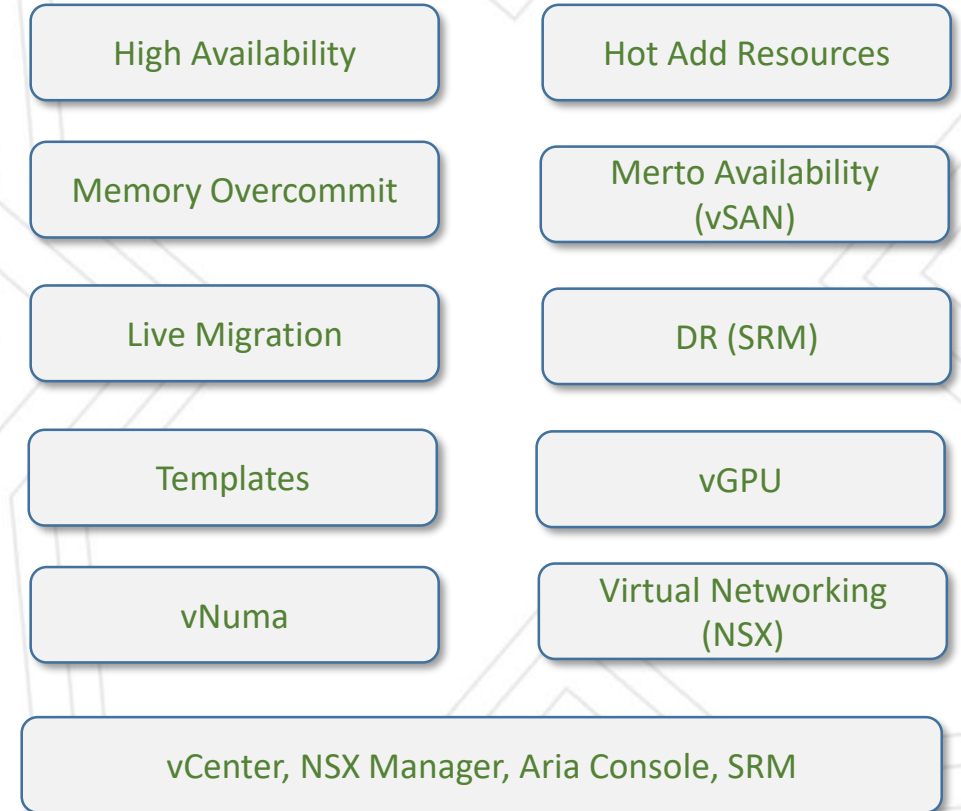 High Availability
Hot Add Resources
Memory Overcommit
Merto Availability
(vSAN)
Live Migration
DR (SRM)
Templates
vGPU
vNuma
Virtual Networking
(NSX)
vCenter, NSX Manager, Aria Console, SRM